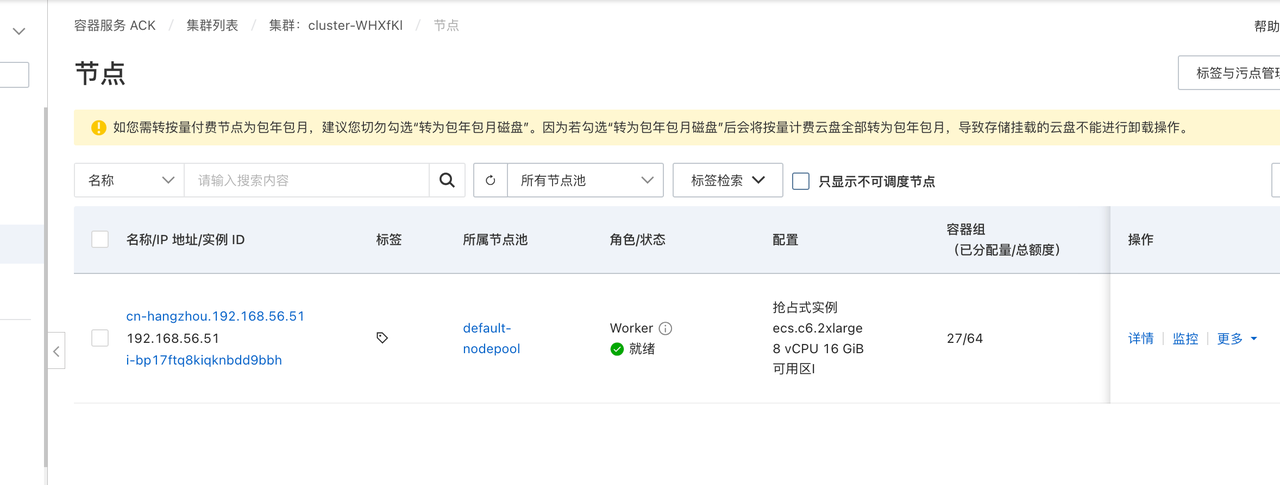 容器服务 ACK / 集群列表 / 集群：cluster-WHXfKl / 节点
帮助
节点
标签与污点管理
如您需转按量付费节点为包年包月，建议您切勿勾选“转为包年包月磁盘”。因为若勾选“转为包年包月磁盘”后会将按量计费云盘全部转为包年包月，导致存储挂载的云盘不能进行卸载操作。
名称
请输入搜索内容
所有节点池
标签检索
只显示不可调度节点
名称/IP 地址/实例 ID
标签
所属节点池
角色/状态
配置
容器组
（已分配量/总额度）
操作
cn-hangzhou.192.168.56.51
192.168.56.51
i-bp17ftq8kiqknbdd9bbh
default-
nodepool
Worker
就绪
抢占式实例
ecs.c6.2xlarge
8 vCPU 16 GiB
可用区I
27/64
详情
监控
更多